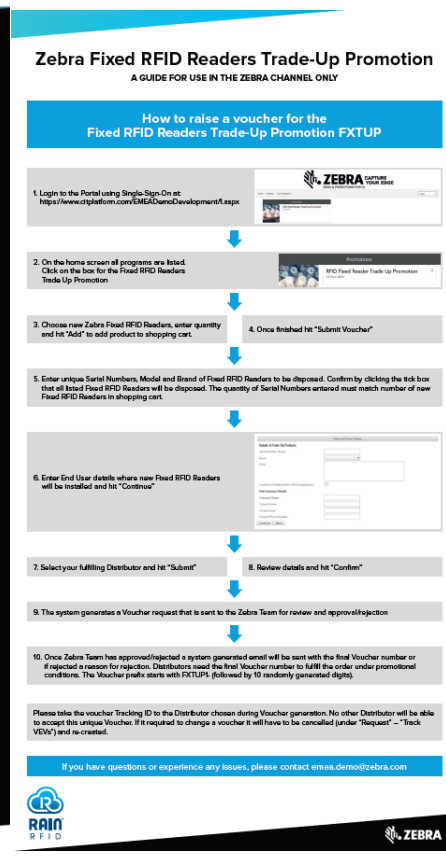 Zebra Fixed RFID Readers Trade-Up Promotion
A GUIDE FOR USE IN THE ZEBRA CHANNEL ONLY
How to raise a voucher for the
Fixed RFID Readers Trade-Up Promotion FXTUP
1. Login to the Portal using Single-Sign-On at:
https://www.citplatform.com/EMEADemoDevelopment/1.aspx
ZEBRA CAPTURE
YOUR EDGE
2. On the home screen all programs are listed.
Click on the box for the Fixed RFID Readers
Trade Up Promotion
Promotions
RFID Fixed Reader Trade Up Promotion
3. Choose new Zebra Fixed RFID Readers, enter quantity
and hit "Add" to add product to shopping cart.
4. Once finished hit "Submit Voucher"
5. Enter unique Serial Numbers, Model and Brand of Fixed RFID Readers to be disposed. Confirm by clicking the tick box
that all listed Fixed RFID Readers will be disposed. The quantity of Serial Numbers entered must match number of new
Fixed RFID Readers in shopping cart.
6. Enter End User details where new Fixed RFID Readers
will be installed and hit "Continue"
7. Select your fulfilling Distributor and hit "Submit"
8. Review details and hit "Confirm"
9. The system generates a Voucher request that is sent to the Zebra Team for review and approval/rejection
10. Once Zebra Team has approved/rejected a system generated email will be sent with the final Voucher number or
if rejected a reason for rejection. Distributors need the final Voucher number to fulfill the order under promotional
conditions. The Voucher prefix starts with FXTUP1- (followed by 10 randomly generated digits).
Please take the voucher Tracking ID to the Distributor chosen during Voucher generation. No other Distributor will be able
to accept this unique Voucher. If it required to change a voucher it will have to be cancelled (under "Request" – "Track
VEVs") and re-created.
If you have questions or experience any issues, please contact emea.demo@zebra.com
RAIN
RFID
ZEBRA